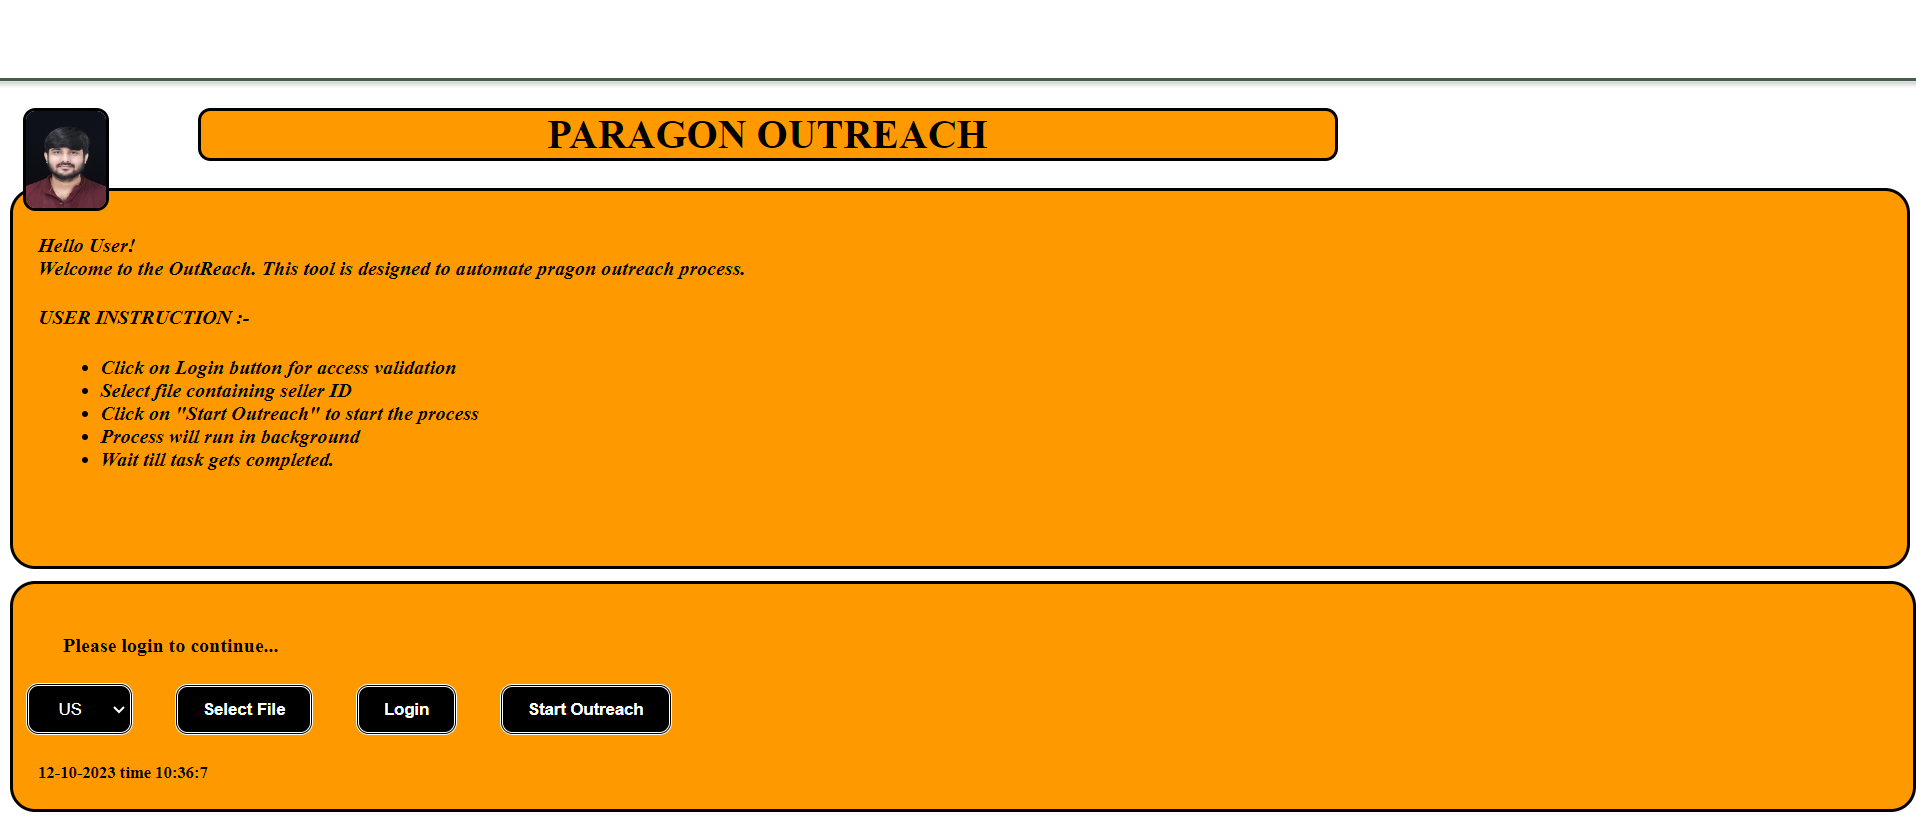 PARAGON OUTREACH
Hello User!
Welcome to the OutReach. This tool is designed to automate pragon outreach process.
USER INSTRUCTION :-
• Click on Login button for access validation
• Select file containing seller ID
• Click on "Start Outreach" to start the process
• Process will run in background
• Wait till task gets completed.
Please login to continue...
US Select File Login Start Outreach
12-10-2023 time 10:36:7